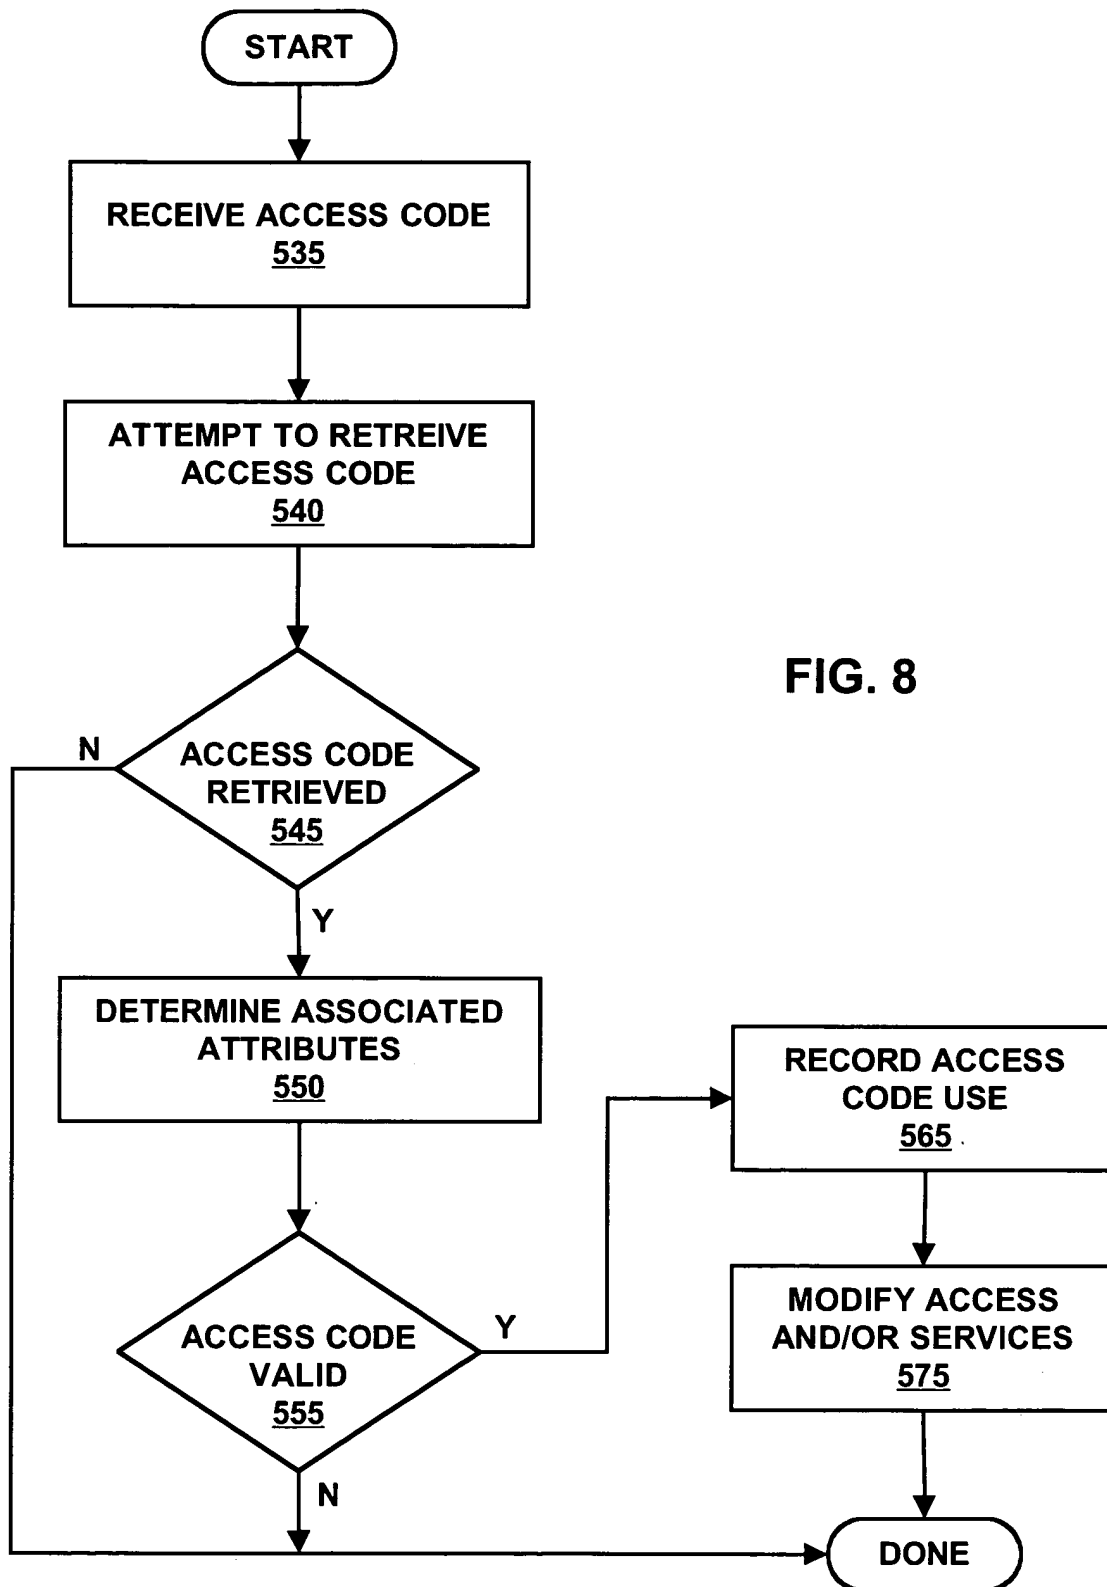 START
RECEIVE ACCESS CODE
535
ATTEMPT TO RETREIVE
ACCESS CODE
540
FIG. 8
N
ACCESS CODE
RETRIEVED
545
Y
DETERMINE ASSOCIATED
ATTRIBUTES
550
RECORD ACCESS
CODE USE
565
ACCESS CODE
VALID
555
Y
MODIFY ACCESS
AND/OR SERVICES
575
N
DONE